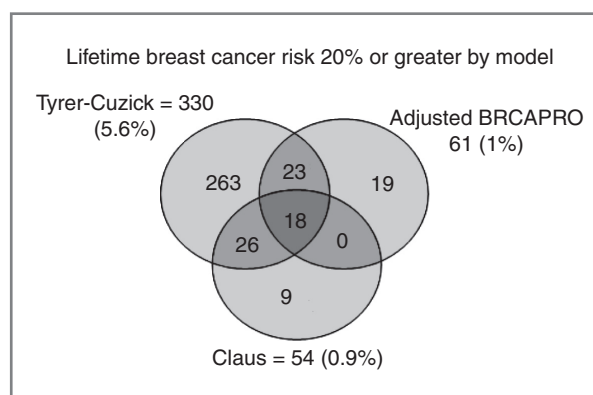 Lifetime breast cancer risk 20% or greater by model
Tyrer-Cuzick = 330
(5.6%)
Adjusted BRCAPRO
61 (1%)
263
23
19
18
26
0
9
Claus = 54 (0.9%)